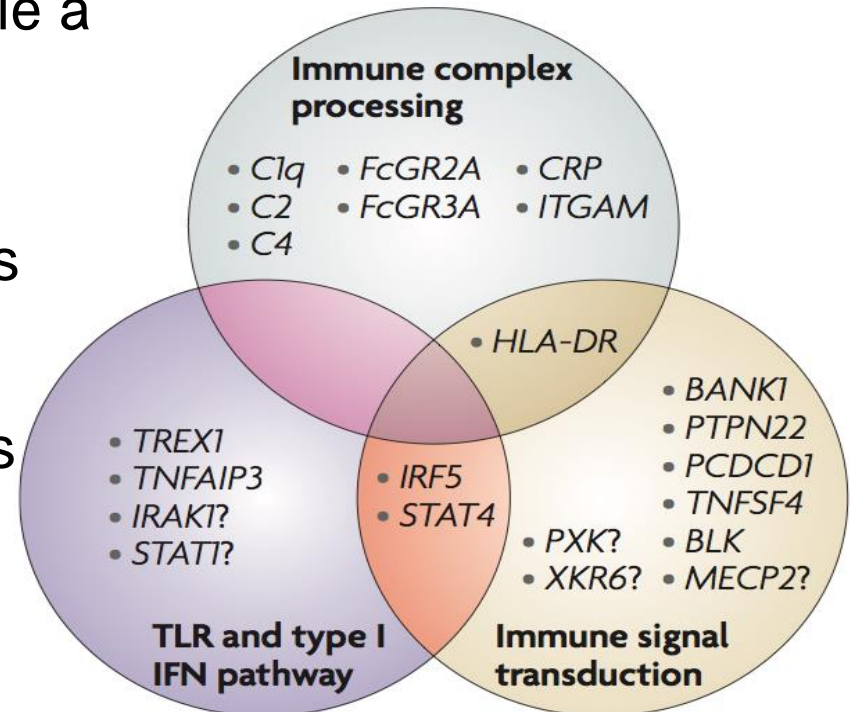 le a
s
s
Immune complex
processing
• C1q • FcGR2A • CRP
• C2 • FcGR3A • ITGAM
• C4
• HLA-DR
• TREX1
• TNFAIP3
• IRAK1?
• STAT1?
• IRF5
• STAT4
• BANK1
• PTPN22
• PCDCD1
• TNFSF4
• PXK? • BLK
• XKR6? • MECP2?
TLR and type I
IFN pathway
Immune signal
transduction